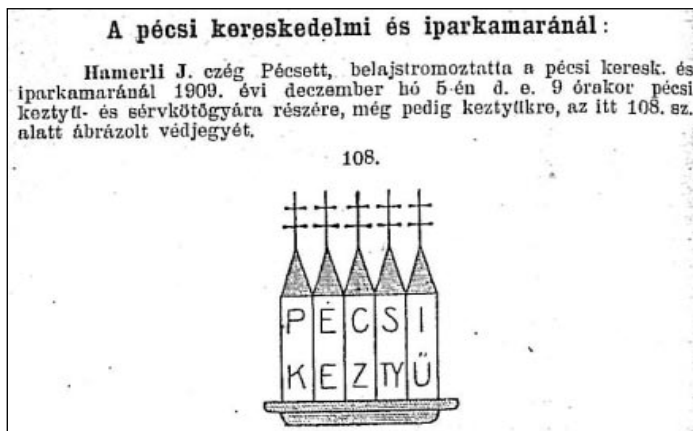 A pécsi kereskedelmi és iparkamaránál:
Hamerli J. czég Pécsett, belajstromoztatta a pécsi keresk. és
iparkamaránál 1909. évi deczember hó 5-én d. e. 9 órakor pécsi
keztyű- és sérvkötőgyára részére, még pedig keztyűkre, az itt 108. sz.
alatt ábrázolt védjegyét.
108.
PÉCSI
KEZTYŰ